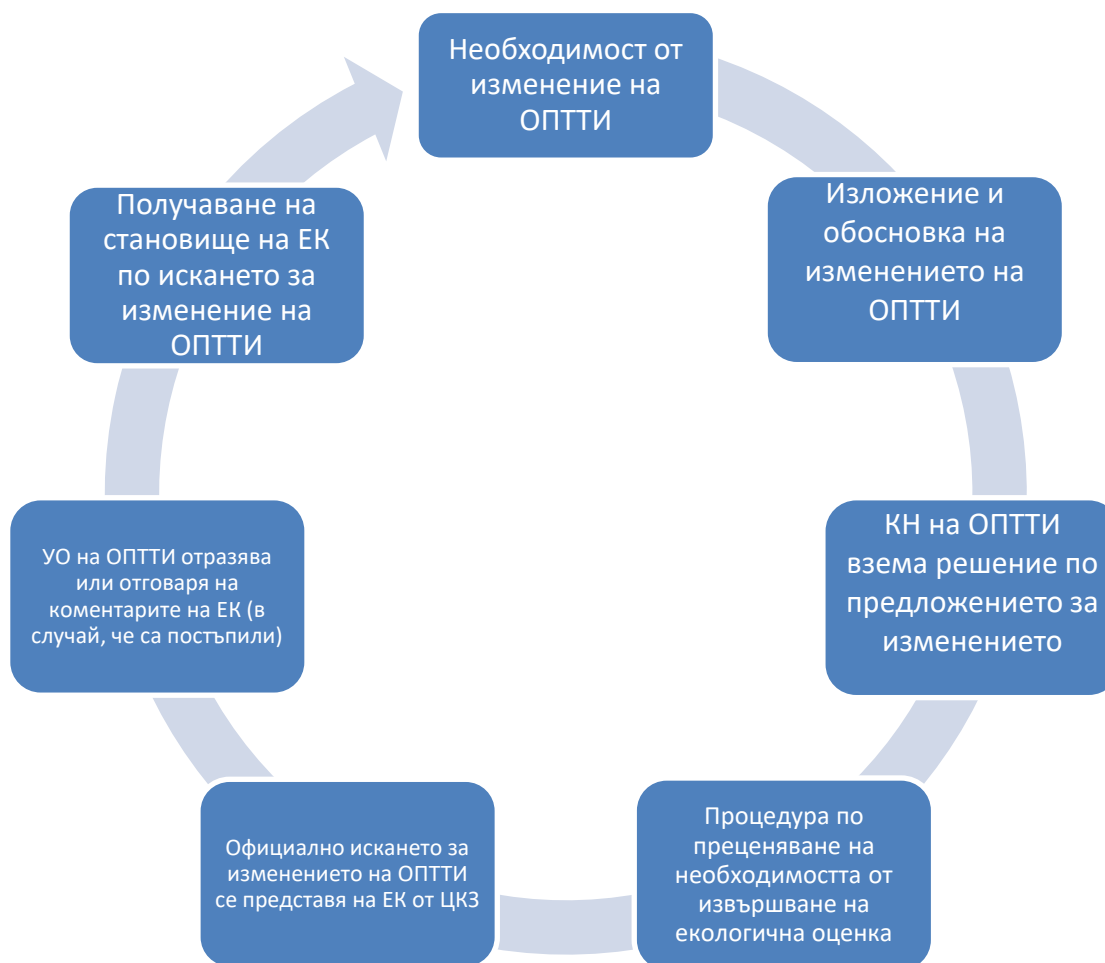 Необходимост от
изменение на
ОПТТИ
Изложение и
обосновка на
изменението на
ОПТТИ
КН на ОПТТИ
взема решение по
предложението за
изменението
Процедура по
преценяване на
необходимостта от
извършване на
екологична оценка
Официално искането за
изменението на ОПТТИ
се представя на ЕК от ЦКЗ
УО на ОПТТИ отразява
или отговаря на
коментарите на ЕК (в
случай, че са постъпили)
Получаване на
становище на ЕК
по искането за
изменение на
ОПТТИ